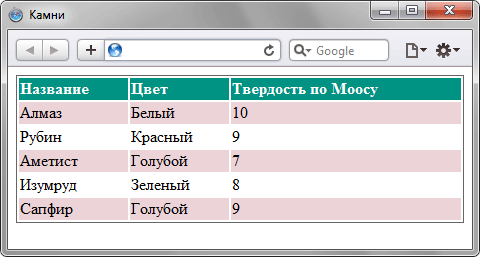 Камни
Google
Название Цвет Твердость по Моосу
Алмаз Белый 10
Рубин Красный 9
Аметист Голубой 7
Изумруд Зеленый 8
Сапфир Голубой 9